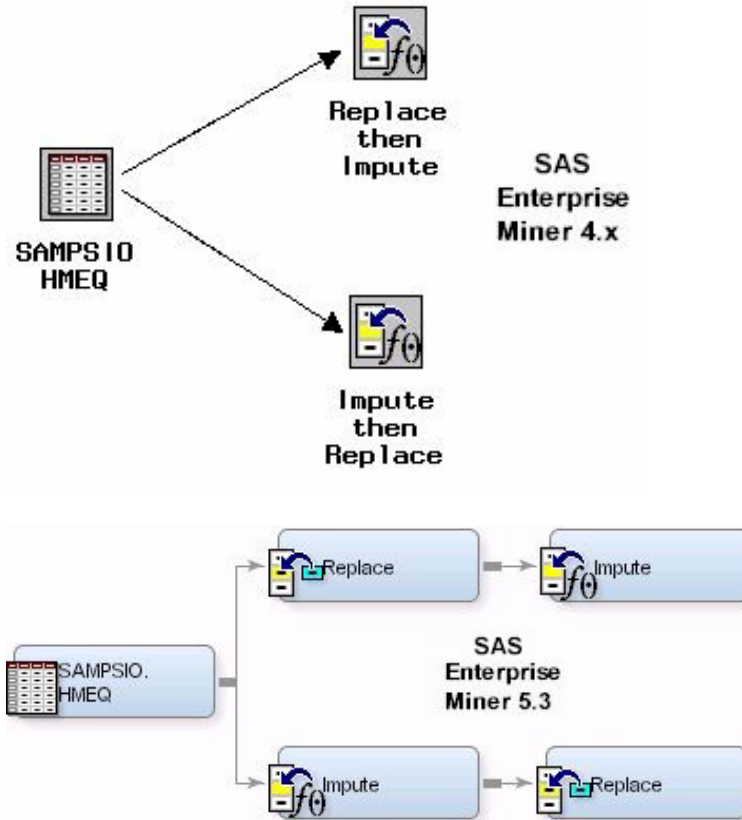 Replace
then
Impute
SAS
Enterprise
Miner 4.x
SAMPSIO
HMEQ
Impute
then
Replace
Replace
Impute
SAMPSIO.
HMEQ
SAS
Enterprise
Miner 5.3
Impute
Replace